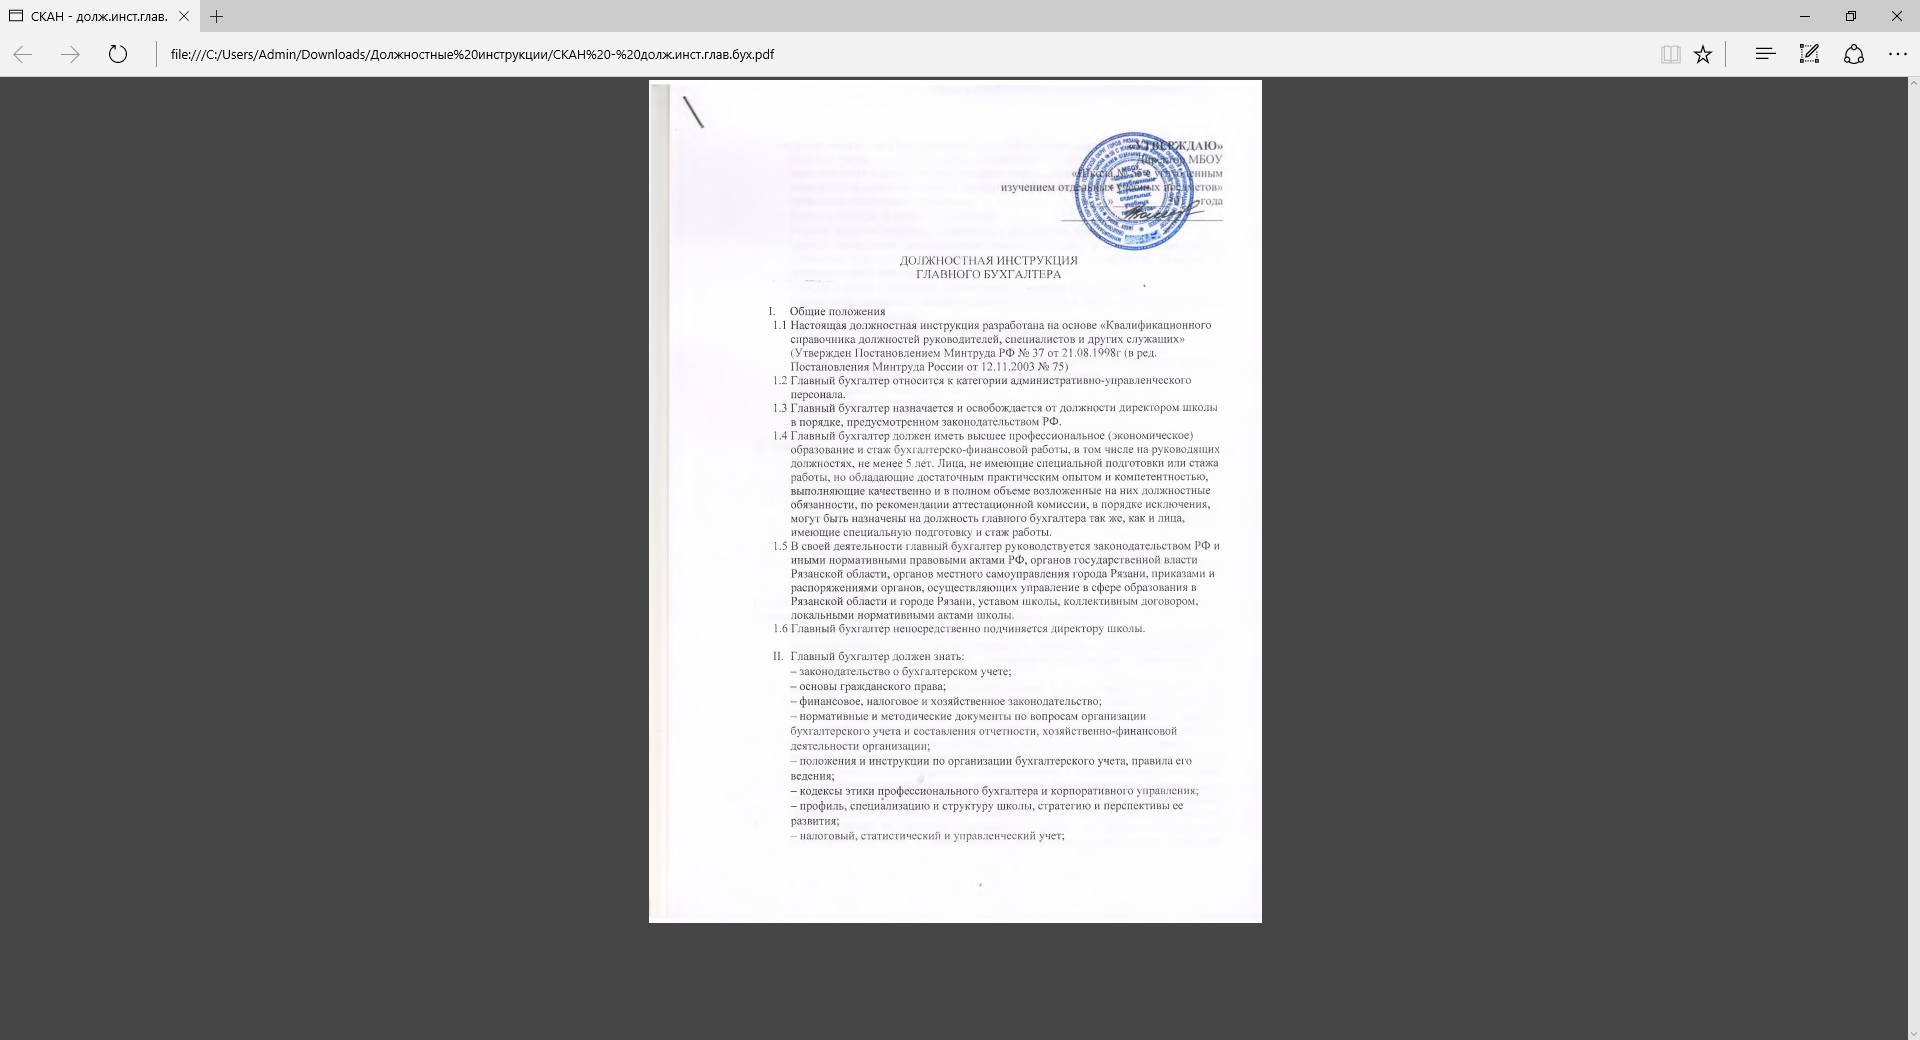 СКАН - долж.инст.глав.
file:///C:/Users/Admin/Downloads/Должностные%20инструкции/СКАН%20-%20долж.инст.глав.бух.pdf
«УТВЕРЖДАЮ»
Директор МБОУ
«Школа № с углубленным
изучением отдельных учебных предметов»
» года
МБОУ
отдельных
учебных
ДОЛЖНОСТНАЯ ИНСТРУКЦИЯ
ГЛАВНОГО БУХГАЛТЕРА
I. Общие положения
1.1 Настоящая должностная инструкция разработана на основе «Квалификационного
справочника должностей руководителей, специалистов и других служащих»
(Утвержден Постановлением Минтруда РФ № 37 от 21.08.1998г (в ред.
Постановления Минтруда России от 12.11.2003 № 75)
1.2 Главный бухгалтер относится к категории административно-управленческого
персонала.
1.3 Главный бухгалтер назначается и освобождается от должности директором школы
в порядке, предусмотренном законодательством РФ.
1.4 Главный бухгалтер должен иметь высшее профессиональное (экономическое)
образование и стаж бухгалтерско-финансовой работы, в том числе на руководящих
должностях, не менее 5 лет. Лица, не имеющие специальной подготовки или стажа
работы, но обладающие достаточным практическим опытом и компетентностью,
выполняющие качественно и в полном объеме возложенные на них должностные
обязанности, по рекомендации аттестационной комиссии, в порядке исключения,
могут быть назначены на должность главного бухгалтера так же, как и лица,
имеющие специальную подготовку и стаж работы.
1.5 В своей деятельности главный бухгалтер руководствуется законодательством РФ и
иными нормативными правовыми актами РФ, органов государственной власти
Рязанской области, органов местного самоуправления города Рязани, приказами и
распоряжениями органов, осуществляющих управление в сфере образования в
Рязанской области и городе Рязани, уставом школы, коллективным договором,
локальными нормативными актами школы.
1.6 Главный бухгалтер непосредственно подчиняется директору школы.
II. Главный бухгалтер должен знать:
– законодательство о бухгалтерском учете;
– основы гражданского права;
– финансовое, налоговое и хозяйственное законодательство;
– нормативные и методические документы по вопросам организации
бухгалтерского учета и составления отчетности, хозяйственно-финансовой
деятельности организации;
– положения и инструкции по организации бухгалтерского учета, правила его
ведения;
– кодексы этики профессионального бухгалтера и корпоративного управления;
– профиль, специализацию и структуру школы, стратегию и перспективы ее
развития;
– налоговый, статистический и управленческий учет;